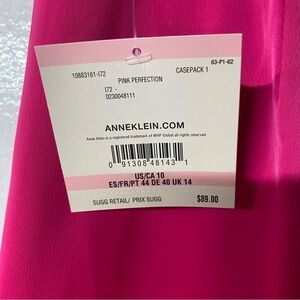 63-P1-62
10883161-I72 CASEPACK 1
PINK PERFECTION
I72 -
0230048111
ANNEKLEIN.COM
Anne Klein is a registered trademark of WHP Global all rights reserved
0 91308 48143 1
US/CA 10
ES/FR/PT 44 DE 40 UK 14
SUGG RETAIL/ PRIX SUGG $89.00